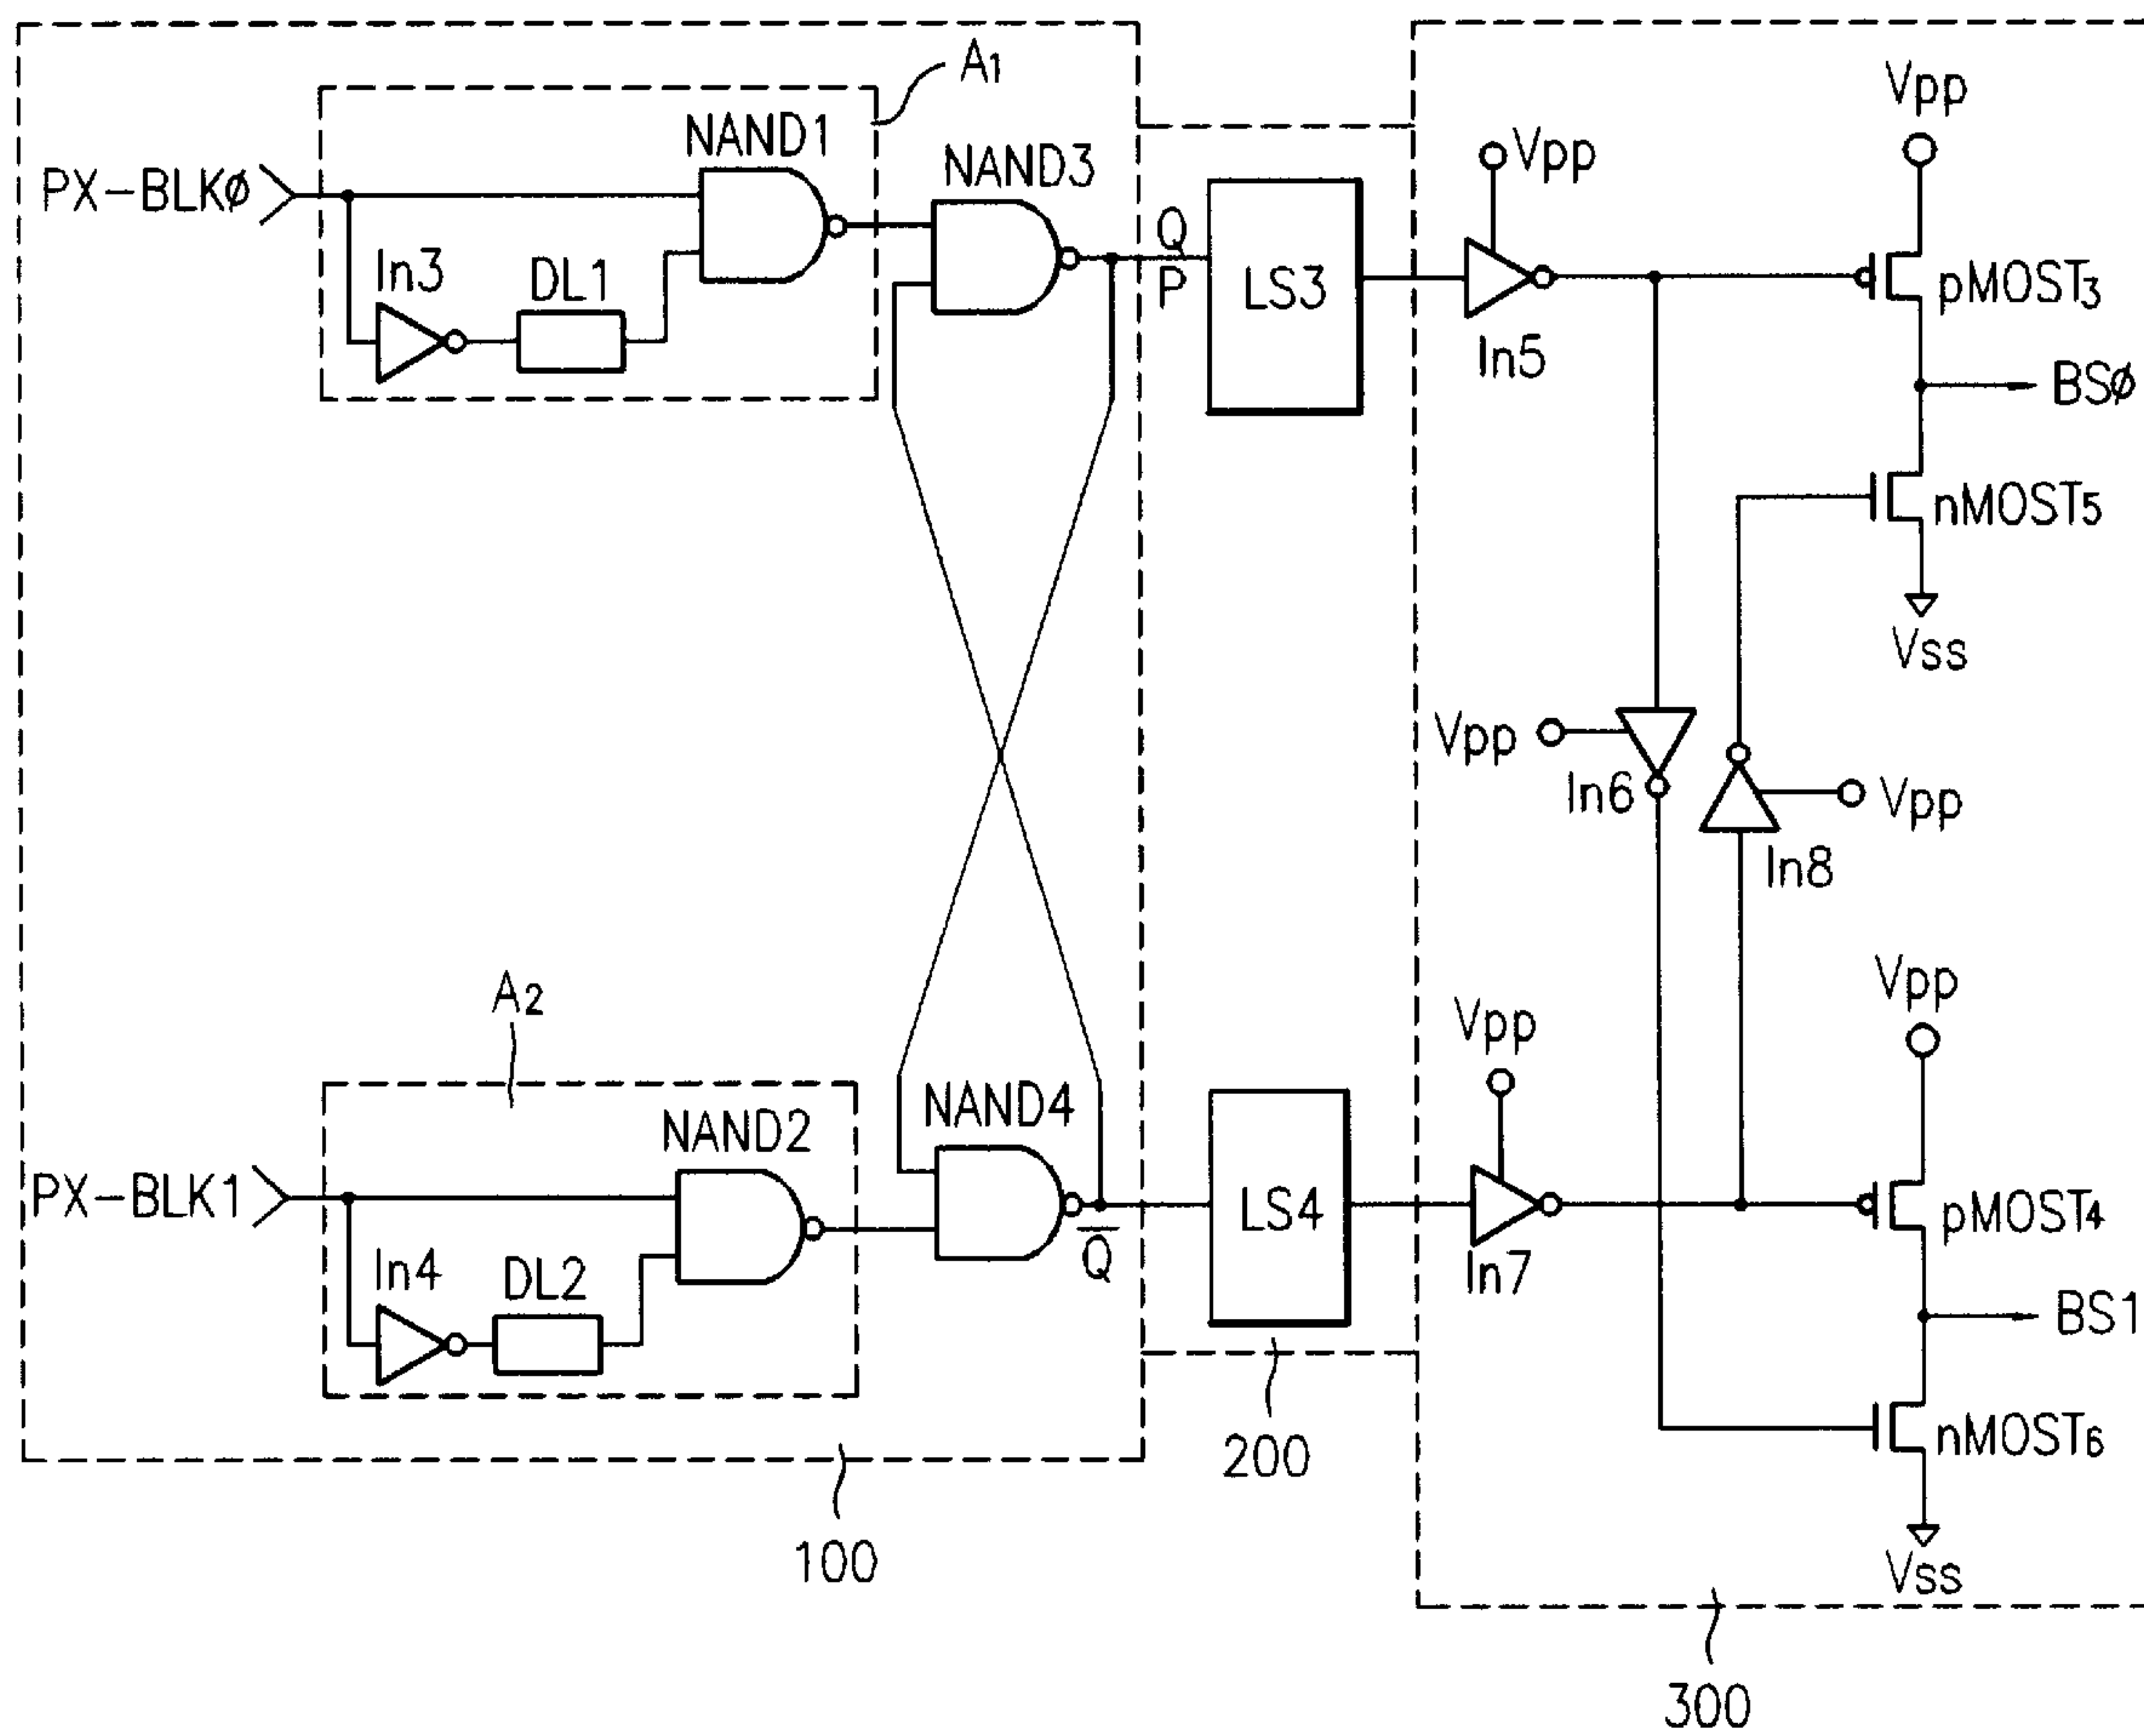 A1
Vpp
NAND1
Vpp
NAND3
PX-BLKø
Q
In3
DL1
P
LS3
pMOST3
In5
BSø
nMOST5
Vss
Vpp
In6
Vpp
In8
A2
Vpp
Vpp
NAND4
NAND2
PX-BLK1
LS4
pMOST4
Q̅
In4
DL2
In7
BS1
200
nMOST6
100
Vss
300